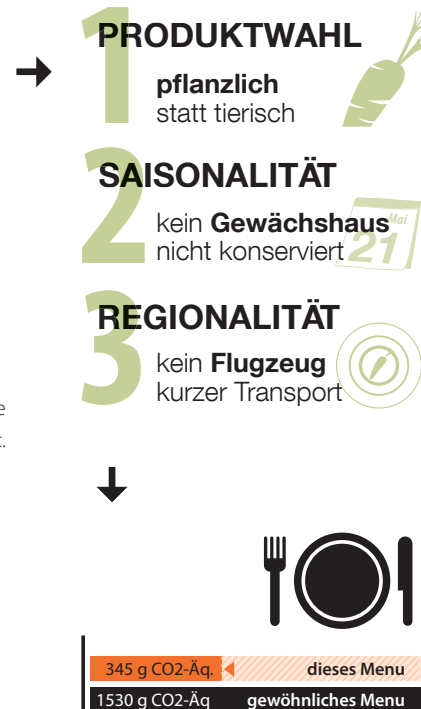 1
PRODUKTWAHL
pflanzlich
statt tierisch
2
SAISONALITÄT
kein Gewächshaus
nicht konserviert
Mai
21
3
REGIONALITÄT
kein Flugzeug
kurzer Transport
e
t.
345 g CO2-Äq. dieses Menu
1530 g CO2-Äq gewöhnliches Menu